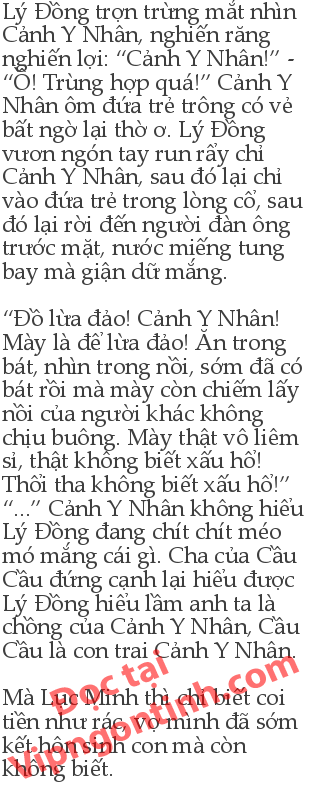 Lý Đồng trợn trừng mắt nhìn
Cảnh Y Nhân, nghiến răng
nghiến lợi: “Cảnh Y Nhân!” -
“Ồ! Trùng hợp quá!” Cảnh Y
Nhân ôm đứa trẻ trông có vẻ
bất ngờ lại thờ ơ. Lý Đồng
vươn ngón tay run rẩy chỉ
Cảnh Y Nhân, sau đó lại chỉ
vào đứa trẻ trong lòng cổ, sau
đó lại rời đến người đàn ông
trước mặt, nước miếng tung
bay mà giận dữ mắng.
“Đồ lừa đảo! Cảnh Y Nhân!
Mày là để lừa đảo! Ăn trong
bát, nhìn trong nồi, sớm đã có
bát rồi mà mày còn chiếm lấy
nồi của người khác không
chịu buông. Mày thật vô liêm
sỉ, thật không biết xấu hổ!
Thối tha không biết xấu hổ!”
“...” Cảnh Y Nhân không hiểu
Lý Đồng đang chít chít méo
mó mắng cái gì. Cha của Cầu
Cầu đứng cạnh lại hiểu được
Lý Đồng hiểu lầm anh ta là
chồng của Cảnh Y Nhân, Cầu
Cầu là con trai Cảnh Y Nhân.
Mà Lục Minh thì chỉ biết coi
tiền như rác, vợ mình đã sớm
kết hôn sinh con mà còn
không biết.
Đọc tại
Vipngontinh.com